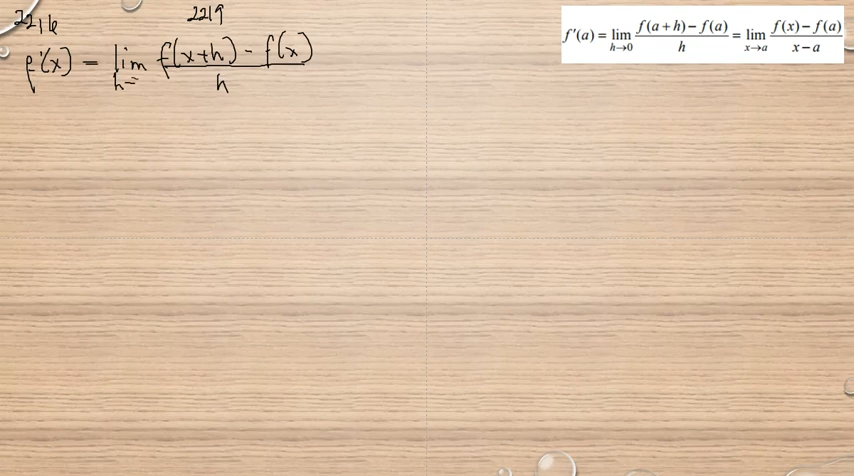 2216 2219
f'(x) = lim f(x+h) - f(x)
h= h
f′(a) = lim f(a+h) − f(a) = lim f(x) − f(a)
h→0 h x→a x − a